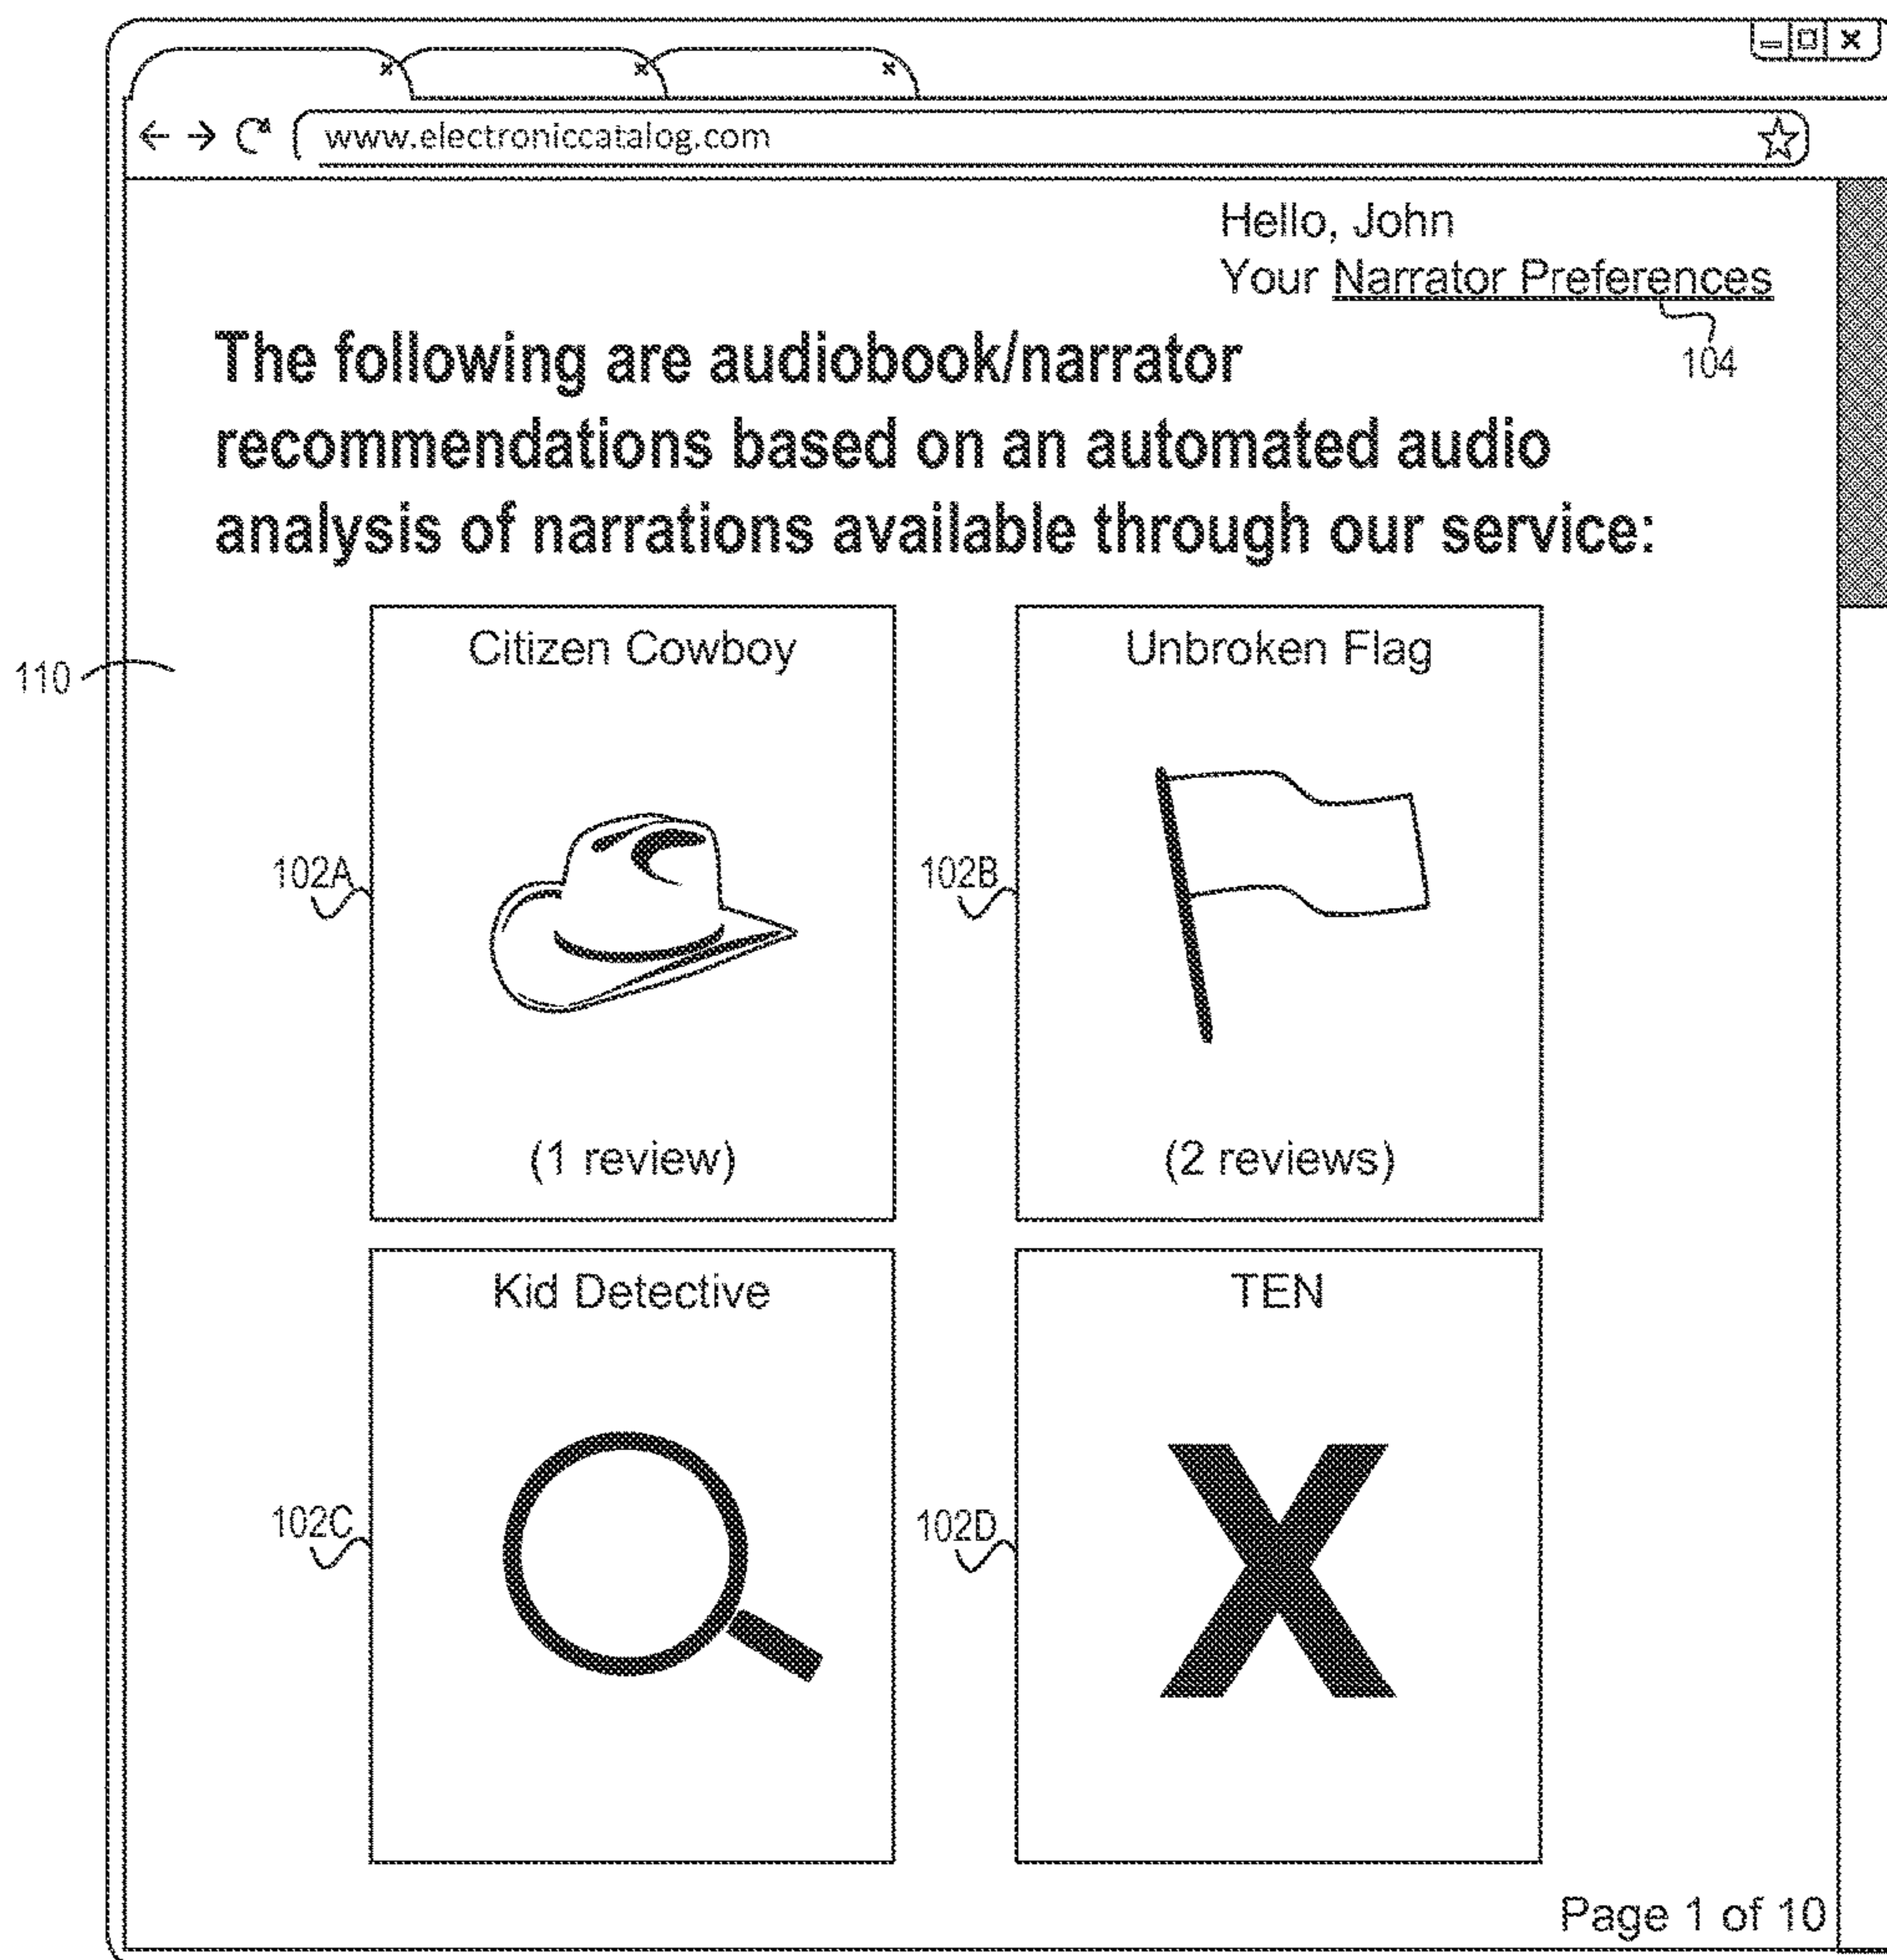 www.electroniccatalog.com
Hello, John
Your Narrator Preferences
104
The following are audiobook/narrator
recommendations based on an automated audio
analysis of narrations available through our service:
110
Citizen Cowboy
102A
(1 review)
Unbroken Flag
102B
(2 reviews)
Kid Detective
102C
TEN
102D
X
Page 1 of 10